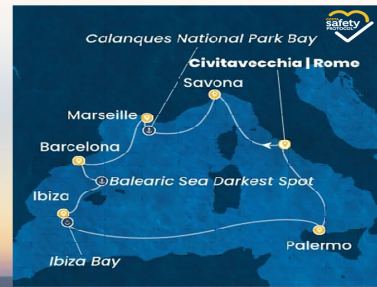 safety
PROTOCOL
Calanques National Park Bay
Civitavecchia | Rome
Savona
Marseille
Barcelona
Balearic Sea Darkest Spot
Ibiza
Palermo
Ibiza Bay